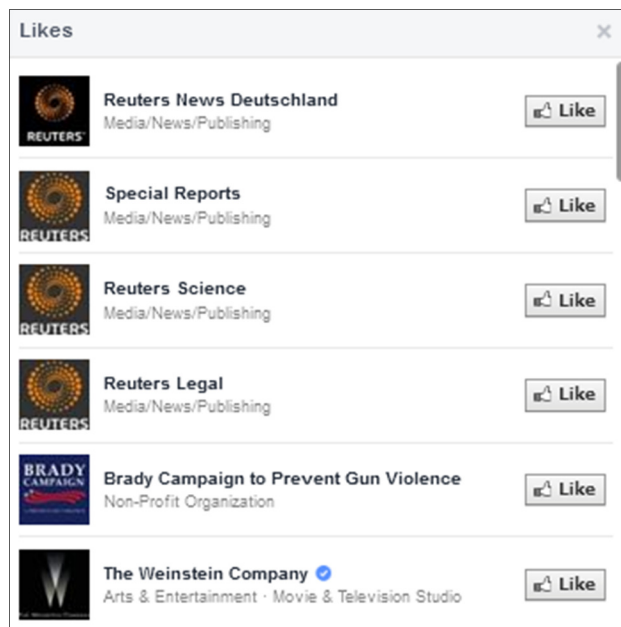 Likes
REUTERS
Reuters News Deutschland
Media/News/Publishing
Like
REUTERS
Special Reports
Media/News/Publishing
Like
REUTERS
Reuters Science
Media/News/Publishing
Like
REUTERS
Reuters Legal
Media/News/Publishing
Like
BRADY
CAMPAIGN
Brady Campaign to Prevent Gun Violence
Non-Profit Organization
Like
The Weinstein Company
Arts & Entertainment · Movie & Television Studio
Like